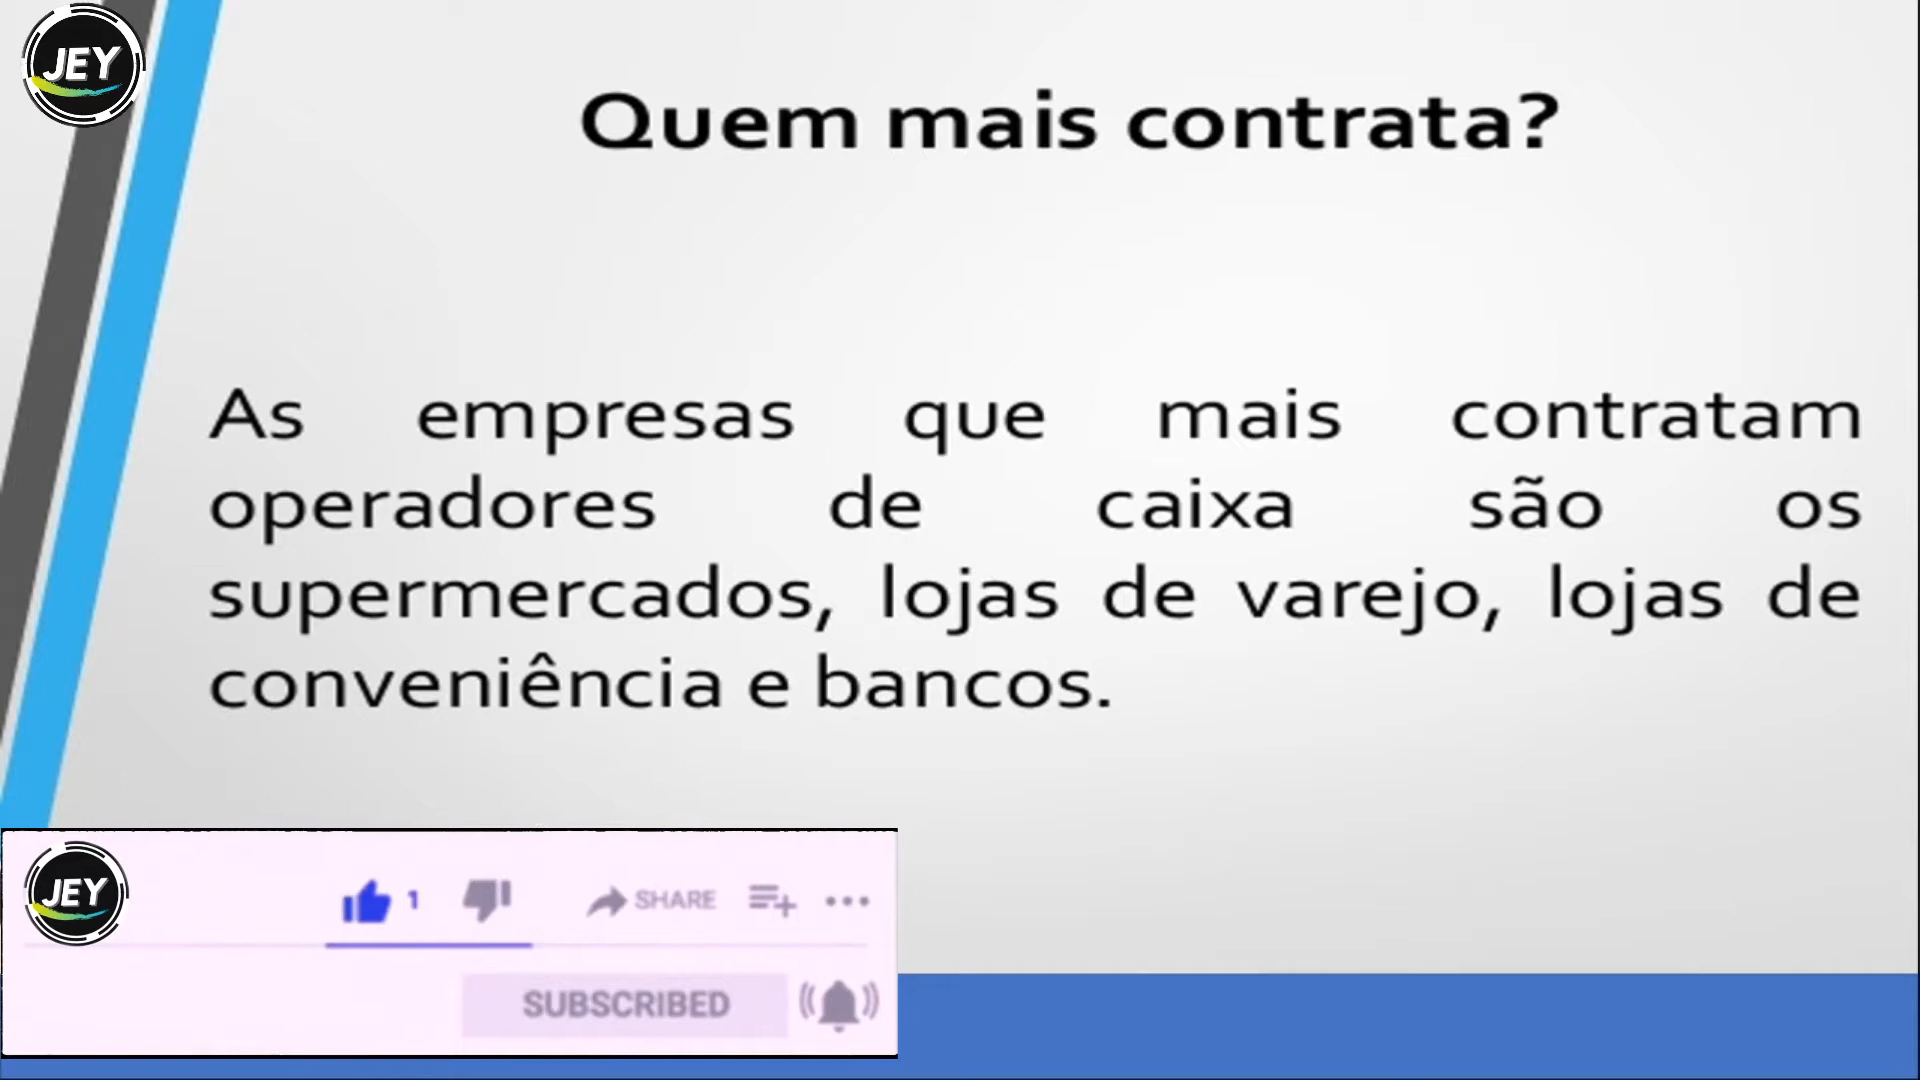 JEY
Quem mais contrata?
As empresas que mais contratam
operadores de caixa são os
supermercados, lojas de varejo, lojas de
conveniência e bancos.
JEY
1 SHARE
SUBSCRIBED